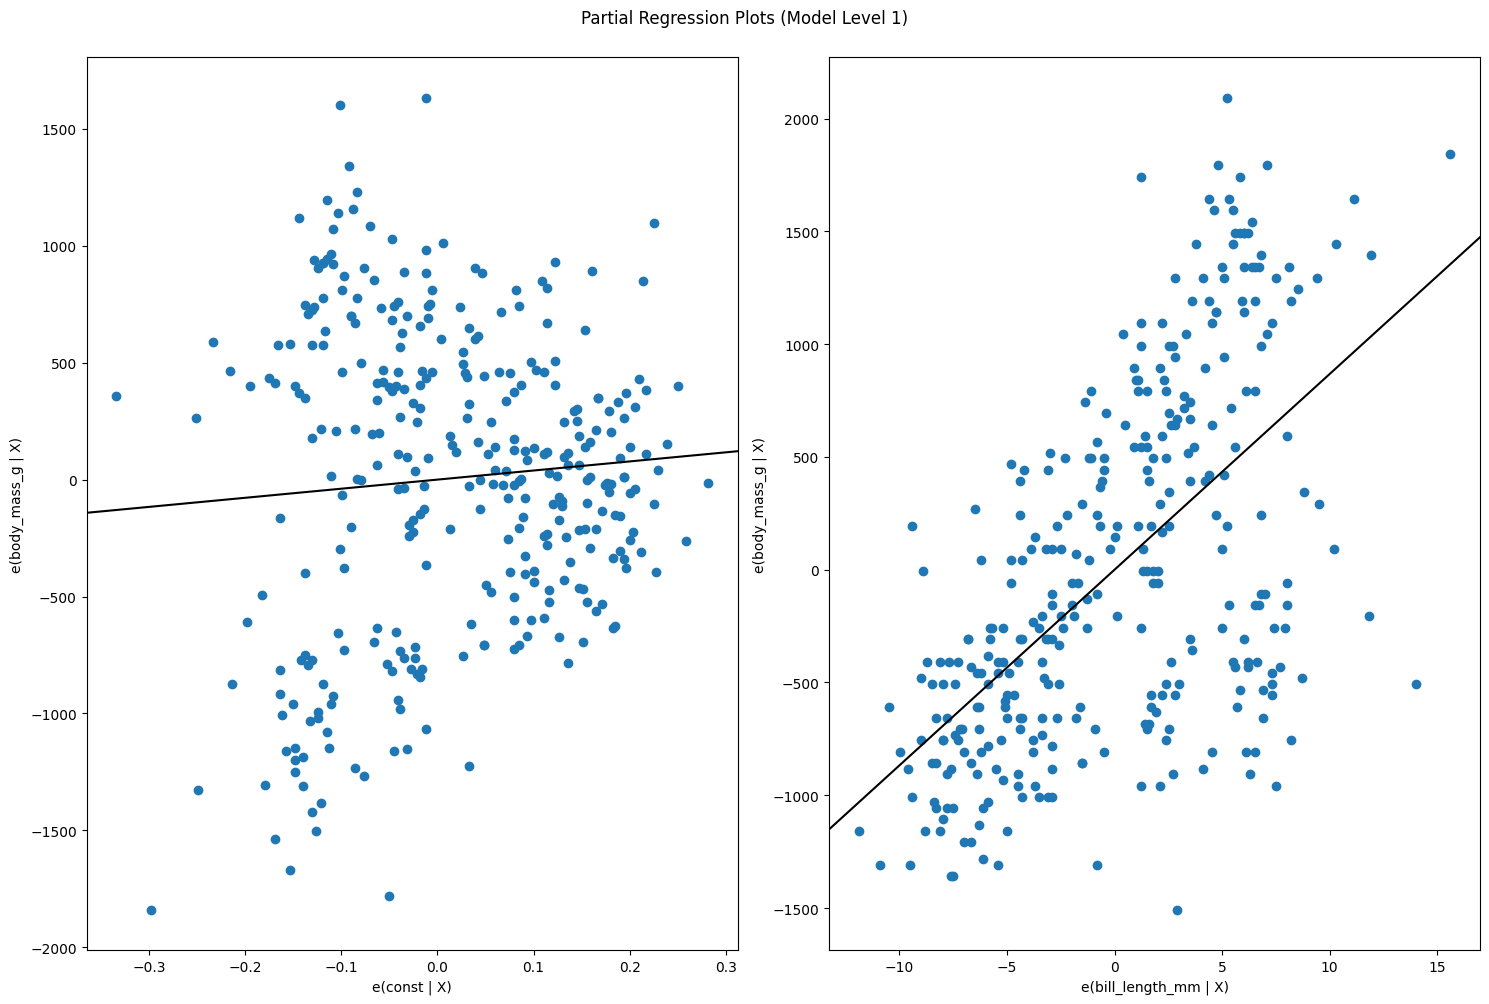 Partial Regression Plots (Model Level 1)
e(body_mass_g | X)
1500
1000
500
0
−500
−1000
−1500
−2000
−0.3 −0.2 −0.1 0.0 0.1 0.2 0.3
e(const | X)
e(body_mass_g | X)
2000
1500
1000
500
0
−500
−1000
−1500
−10 −5 0 5 10 15
e(bill_length_mm | X)